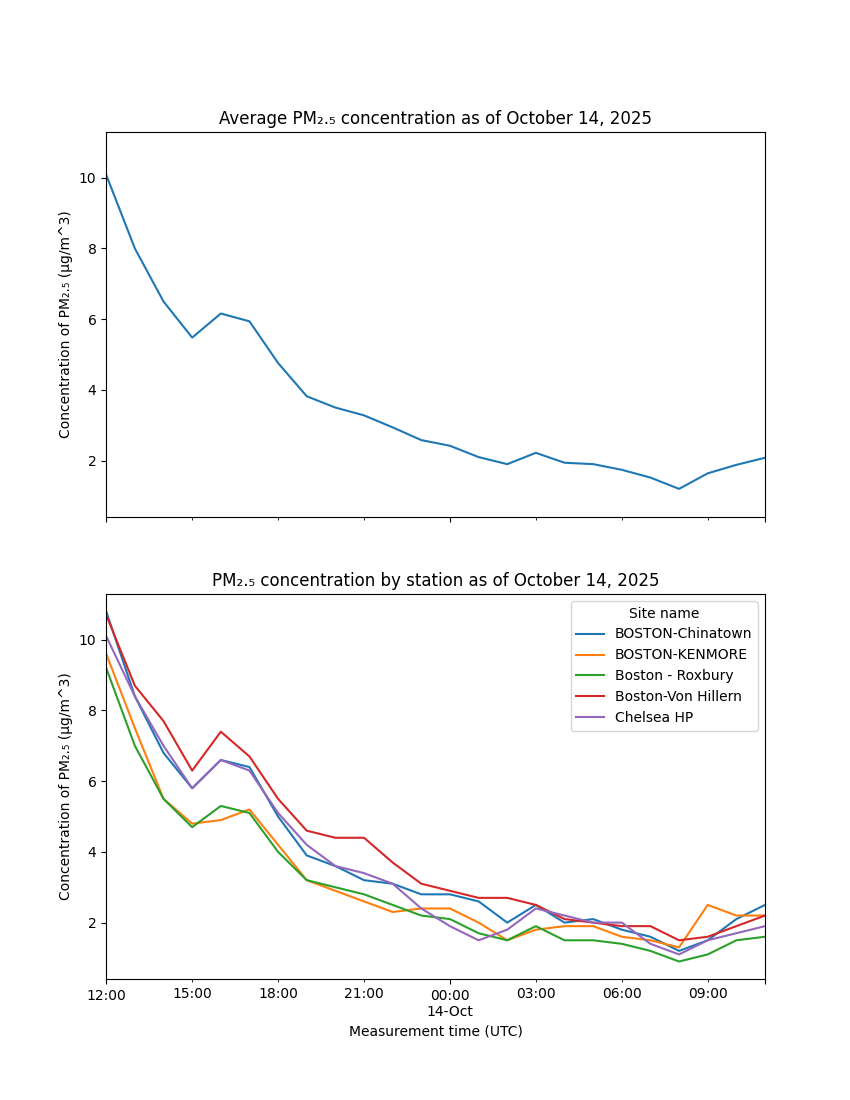 Average PM₂.₅ concentration as of October 14, 2025
Concentration of PM₂.₅ (µg/m^3)
10
8
6
4
2
PM₂.₅ concentration by station as of October 14, 2025
Concentration of PM₂.₅ (µg/m^3)
10
8
6
4
2
Site name
BOSTON-Chinatown
BOSTON-KENMORE
Boston - Roxbury
Boston-Von Hillern
Chelsea HP
12:00 15:00 18:00 21:00 00:00 03:00 06:00 09:00
14-Oct
Measurement time (UTC)